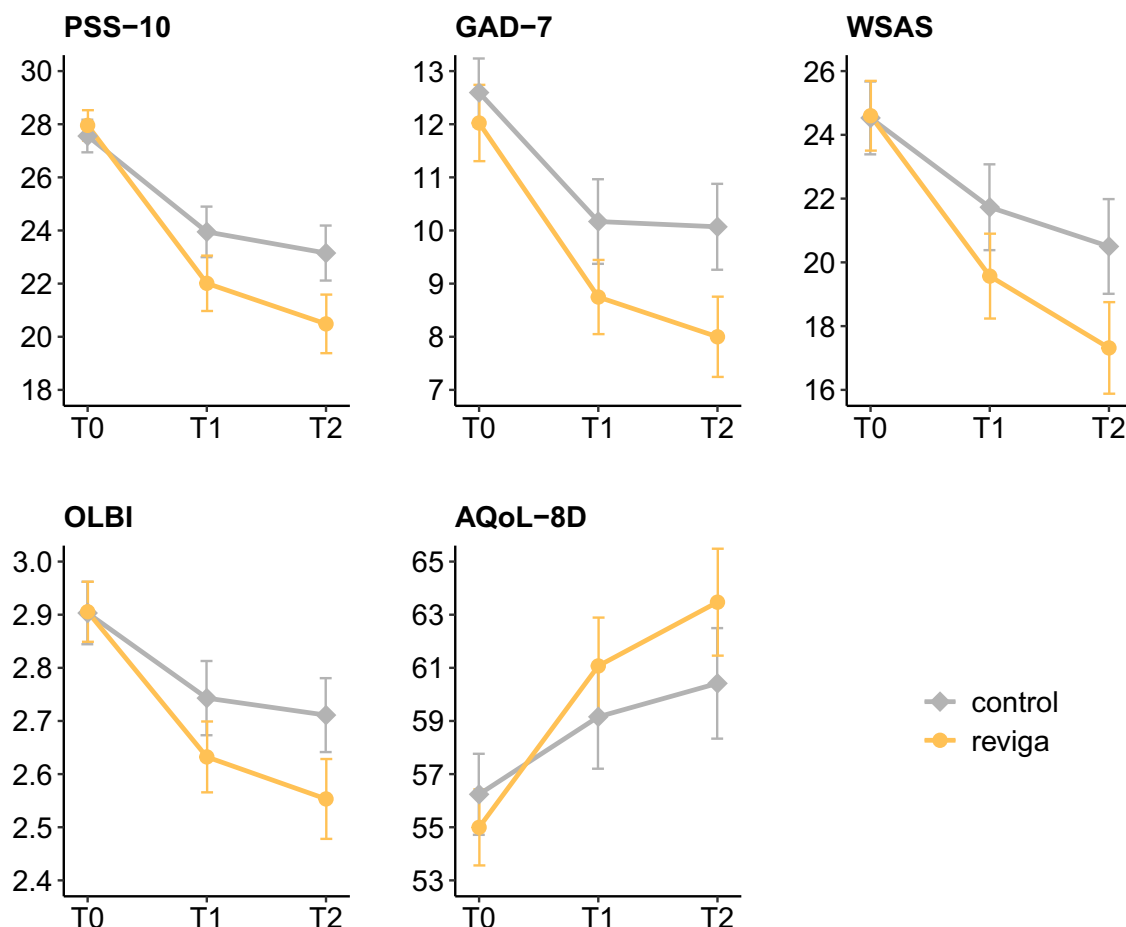 PSS−10
30
28
26
24
22
20
18
T0 T1 T2
GAD−7
13
12
11
10
9
8
7
T0 T1 T2
WSAS
26
24
22
20
18
16
T0 T1 T2
OLBI
3.0
2.9
2.8
2.7
2.6
2.5
2.4
T0 T1 T2
AQoL−8D
65
63
61
59
57
55
53
T0 T1 T2
control
reviga